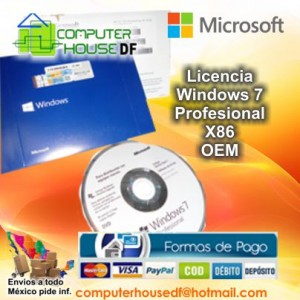 COMPUTER
HOUSE DF
Microsoft
Licencia
Windows 7
Profesional
X86
OEM
Windows
Windows 7
Formas de Pago
VISA
PayPal
COD
DÉBITO
DEPÓSITO
Envios a todo
México pide inf.
computerhousedf@hotmail.com